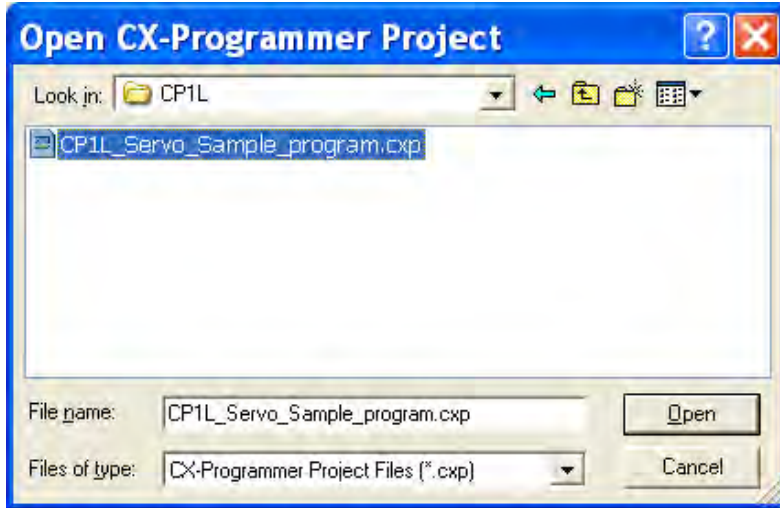 Open CX-Programmer Project
Look in: CP1L
CP1L_Servo_Sample_program.cxp
File name: CP1L_Servo_Sample_program.cxp Open
Files of type: CX-Programmer Project Files (*.cxp) Cancel